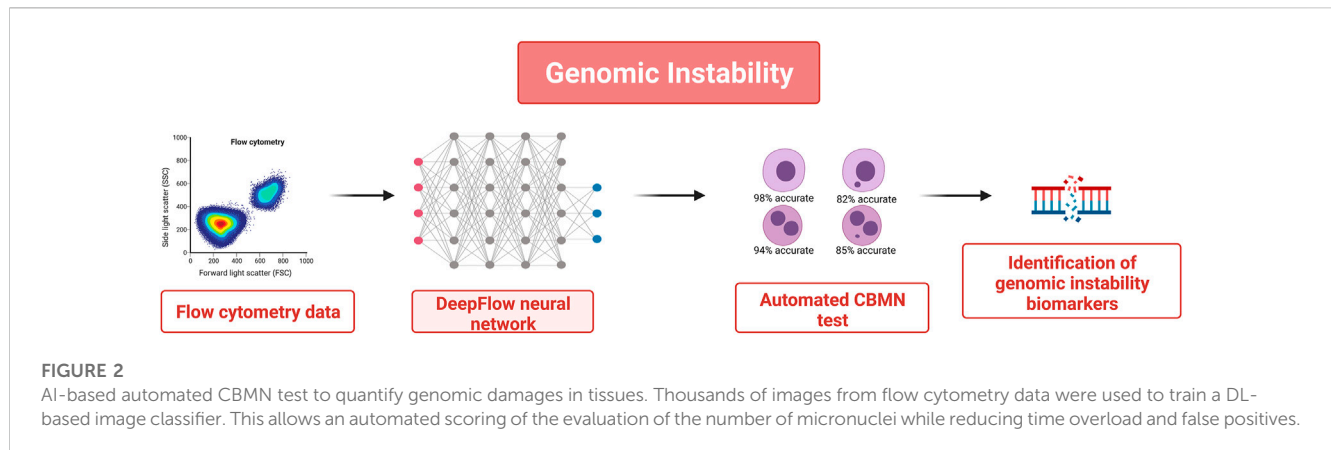 Genomic Instability
Flow cytometry
1000
800
600
400
200
0
Side light scatter (SSC)
0 200 400 600 800 1000
Forward light scatter (FSC)
98% accurate
82% accurate
94% accurate
85% accurate
Flow cytometry data
DeepFlow neural
network
Automated CBMN
test
Identification of
genomic instability
biomarkers
FIGURE 2
AI-based automated CBMN test to quantify genomic damages in tissues. Thousands of images from flow cytometry data were used to train a DL-
based image classifier. This allows an automated scoring of the evaluation of the number of micronuclei while reducing time overload and false positives.